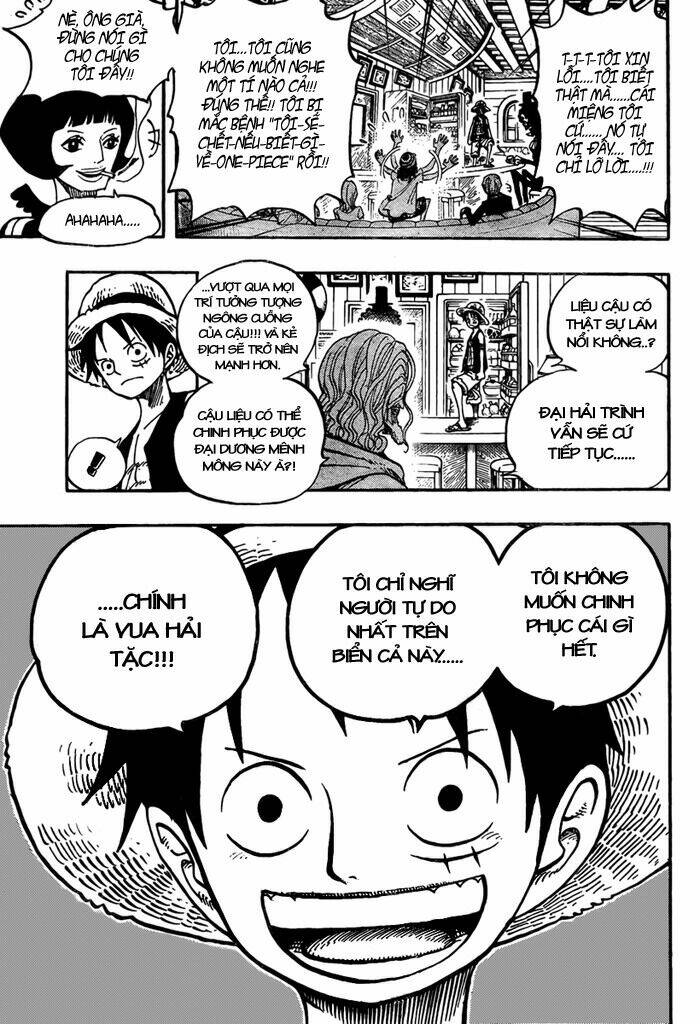 T-T-T-TÔI XIN
LỖI....TÔI BIẾT
THẬT MÀ......CÁI
MIỆNG TÔI
CỨ..... NÓ TỰ
NÓI ĐẤY.... TÔI
CHỈ LỠ LỜI....!!!
TÔI...TÔI CŨNG
KHÔNG MUỐN NGHE
MỘT TÍ NÀO CẢ!!!
ĐÚNG THẾ!! TÔI BỊ
MẮC BỆNH "TÔI-SẼ-
CHẾT-NẾU-BIẾT-GÌ-
VỀ-ONE-PIECE" RỒI!!
NÈ, ÔNG GIÀ,
ĐỪNG NÓI GÌ
CHO CHÚNG
TÔI ĐẤY!!
AHAHAHA.....
LIỆU CẬU CÓ
THẬT SỰ LÀM
NỔI KHÔNG..?
ĐẠI HẢI TRÌNH
VẪN SẼ CỨ
TIẾP TỤC......
...VƯỢT QUA MỌI
TRÍ TƯỞNG TƯỢNG
NGÔNG CUỒNG
CỦA CẬU!!! VÀ KẺ
ĐỊCH SẼ TRỞ NÊN
MẠNH HƠN.
CẬU LIỆU CÓ THỂ
CHINH PHỤC ĐƯỢC
ĐẠI DƯƠNG MÊNH
MÔNG NÀY À?!
!
TÔI KHÔNG
MUỐN CHINH
PHỤC CÁI GÌ
HẾT.
TÔI CHỈ NGHĨ
NGƯỜI TỰ DO
NHẤT TRÊN
BIỂN CẢ NÀY......
.....CHÍNH
LÀ VUA HẢI
TẶC!!!